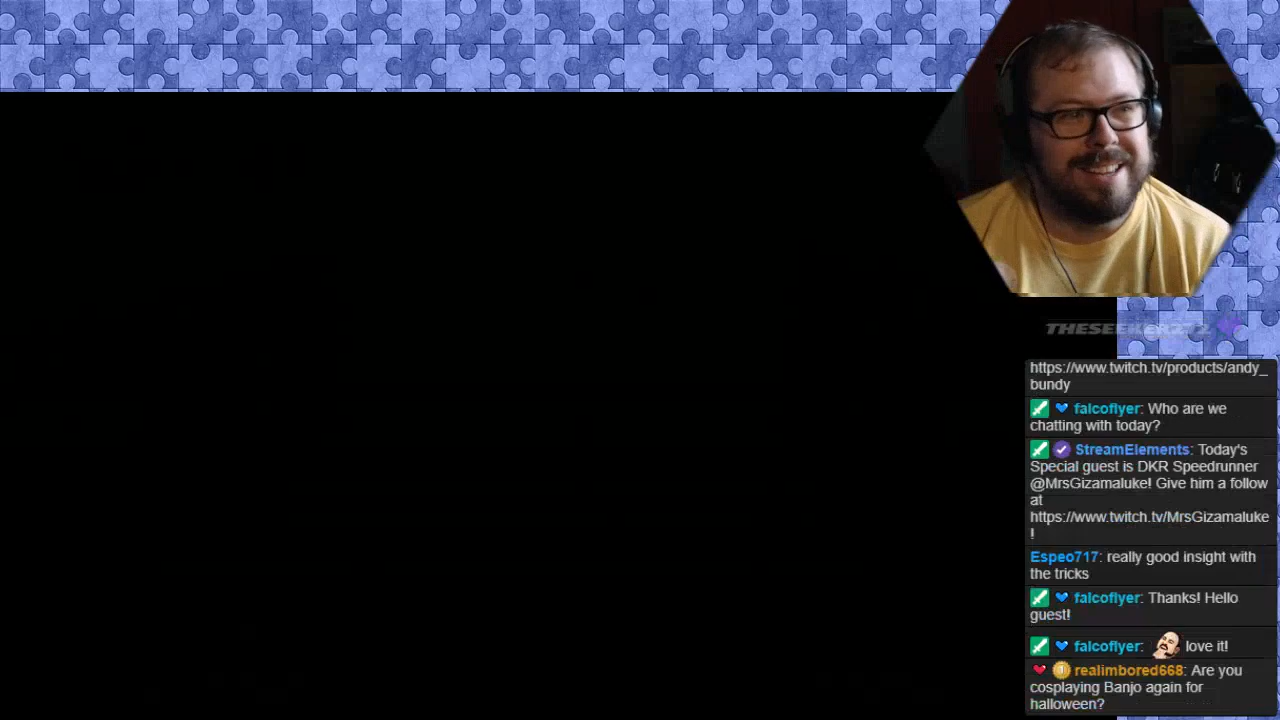 THESEEKER272
https://www.twitch.tv/products/andy_
bundy
falcoflyer: Who are we
chatting with today?
StreamElements: Today's
Special guest is DKR Speedrunner
@MrsGizamaluke! Give him a follow
at
https://www.twitch.tv/MrsGizamaluke
!
Espeo717: really good insight with
the tricks
falcoflyer: Thanks! Hello
guest!
falcoflyer: love it!
realimbored668: Are you
cosplaying Banjo again for
halloween?